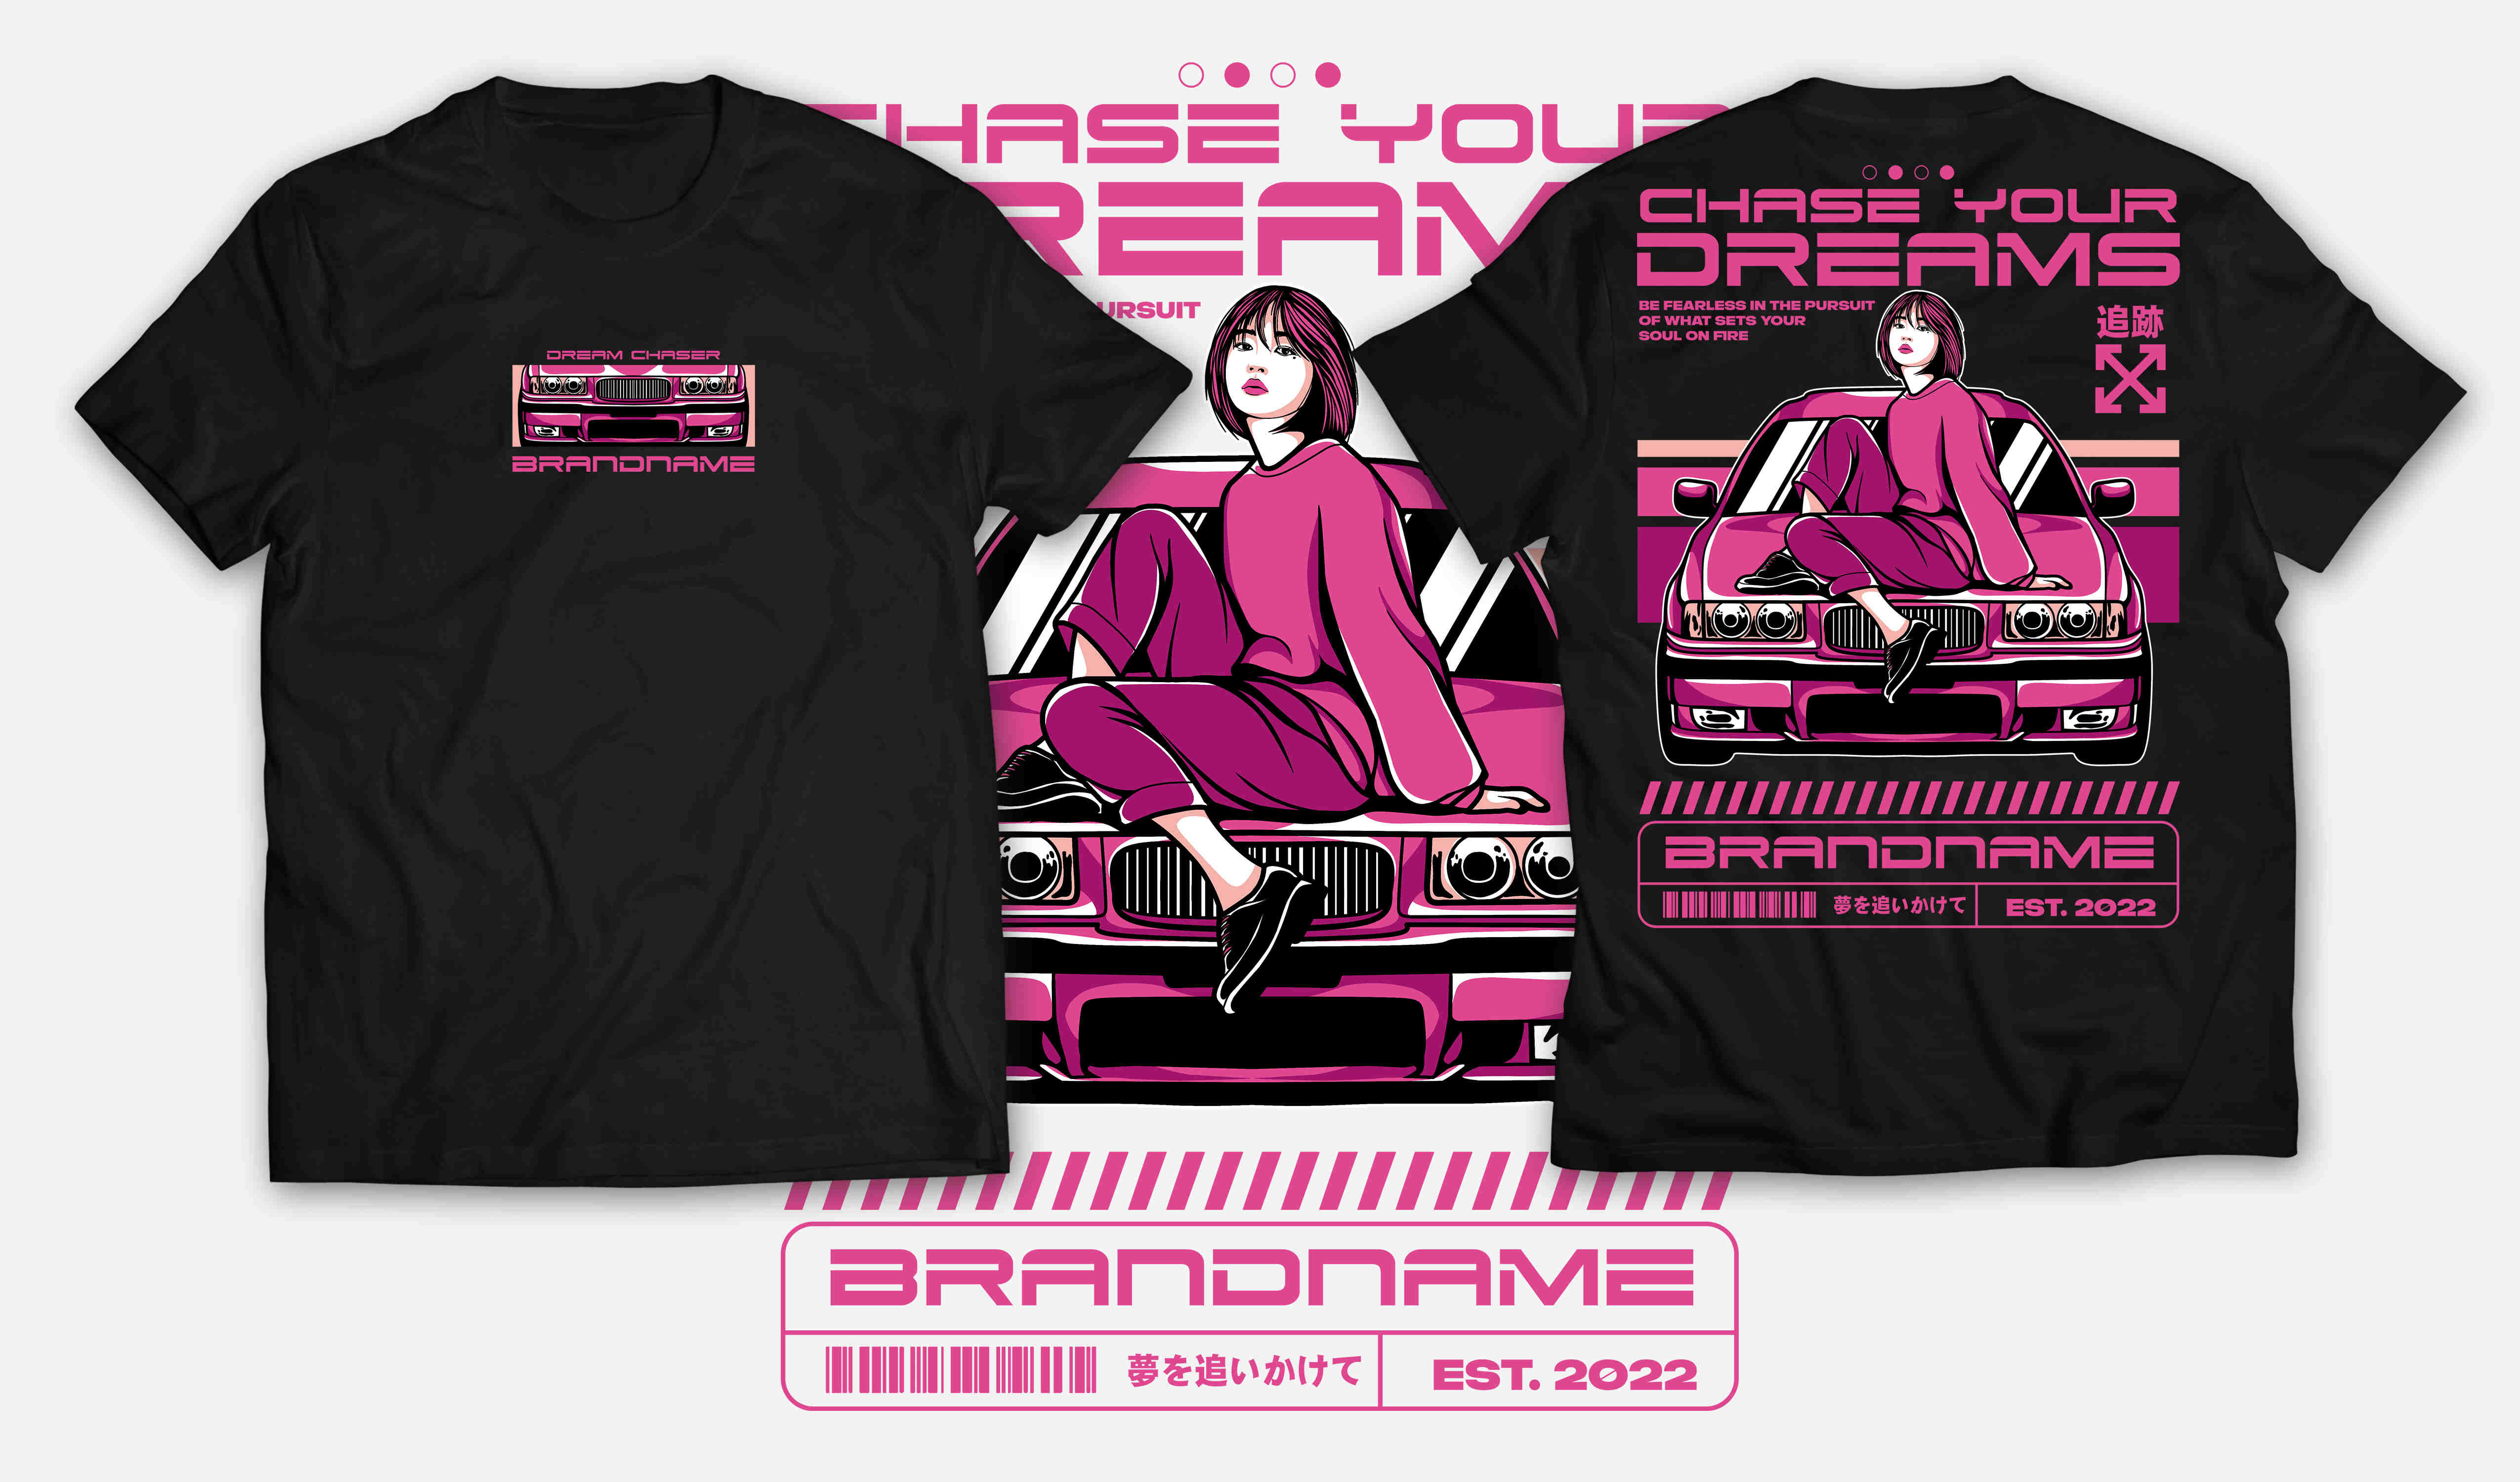 DREAM CHASER
BRANDNAME
CHASE YOUR
DREAM
PURSUIT
BRANDNAME
夢を追いかけて
EST. 2022
CHASE YOUR
DREAMS
BE FEARLESS IN THE PURSUIT
OF WHAT SETS YOUR
SOUL ON FIRE
追跡
BRANDNAME
夢を追いかけて
EST. 2022